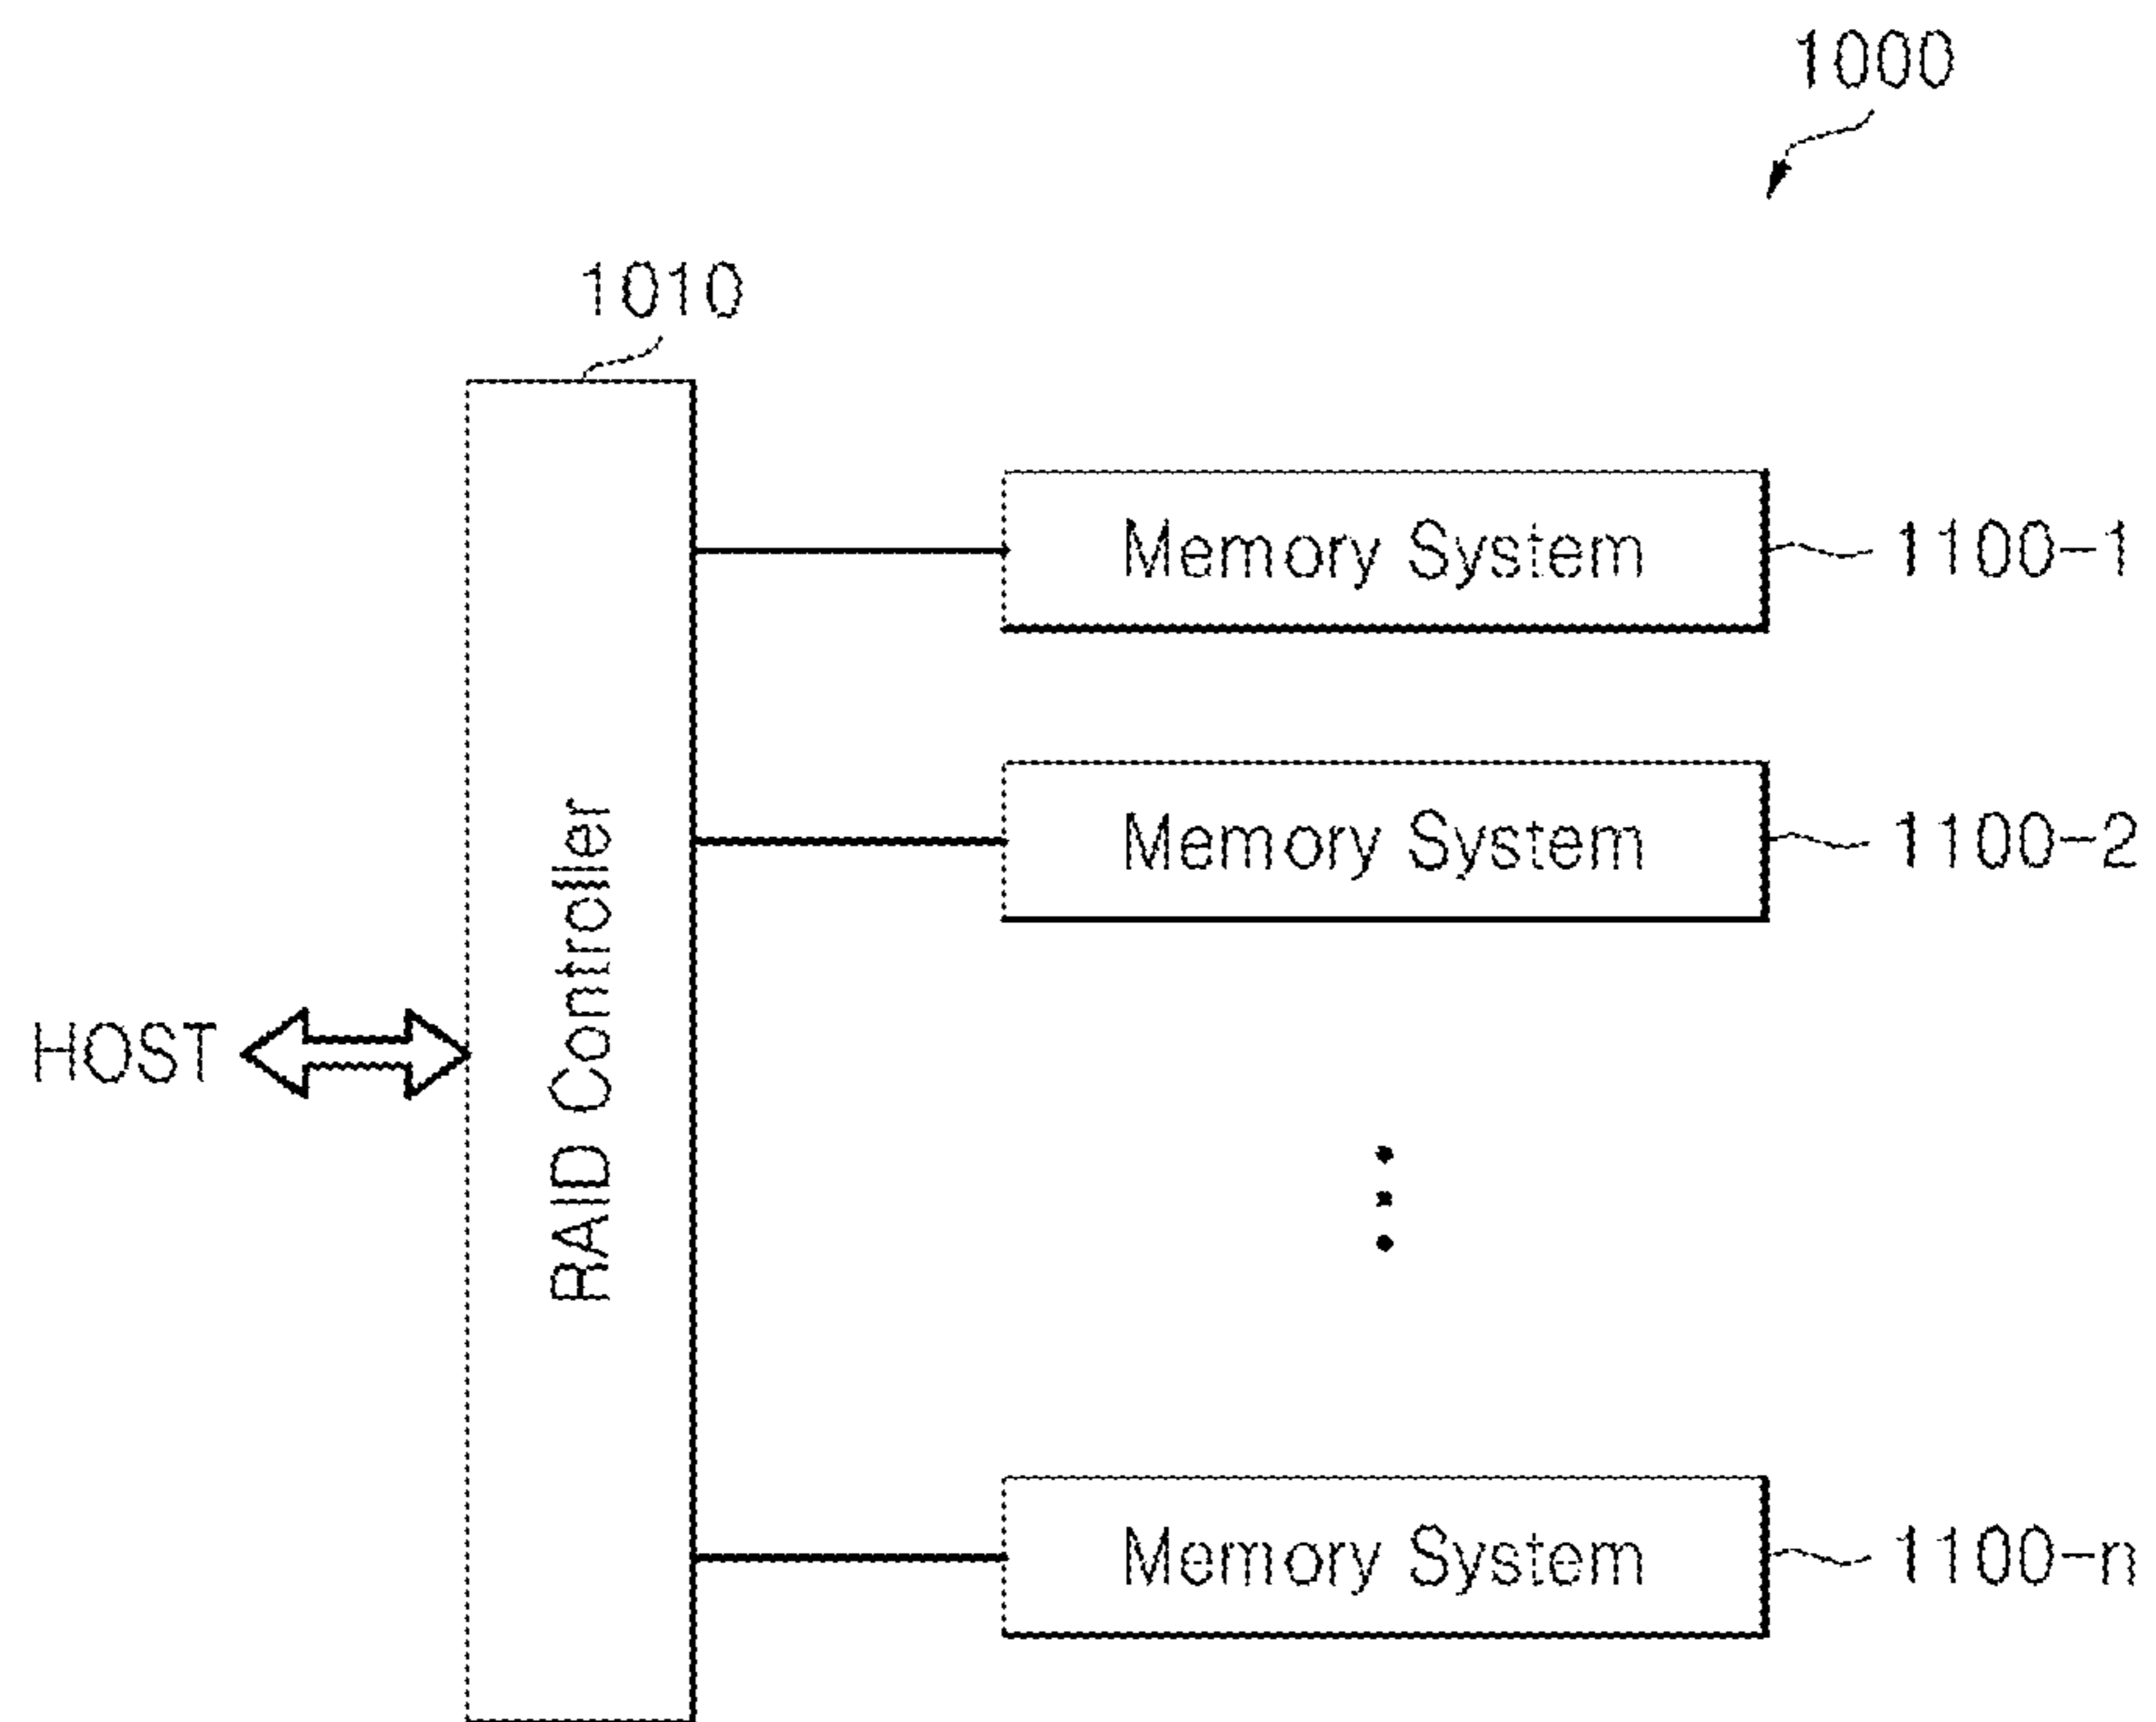 1000
1010
Memory System 1100-1
Memory System 1100-2
RAID Controller
HOST
Memory System 1100-n